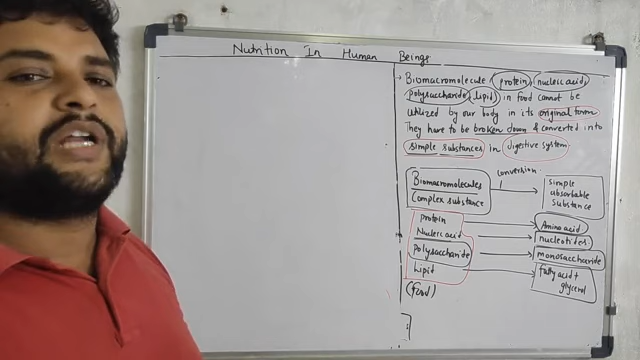 Nutrition In Human Beings
→ Biomacromolecule protein, nucleic acid,
polysaccharide, Lipid in food cannot be
utilized by our body in its original form
They have to be broken down & converted into
simple substances in digestive system.
conversion
Biomacromolecules
Complex substance
simple
absorbable
substance
protein → Amino acid
Nucleic acid → nucleotides.
Polysaccharide → monosaccharide
Lipid → fatty acid +
glycerol
(food)